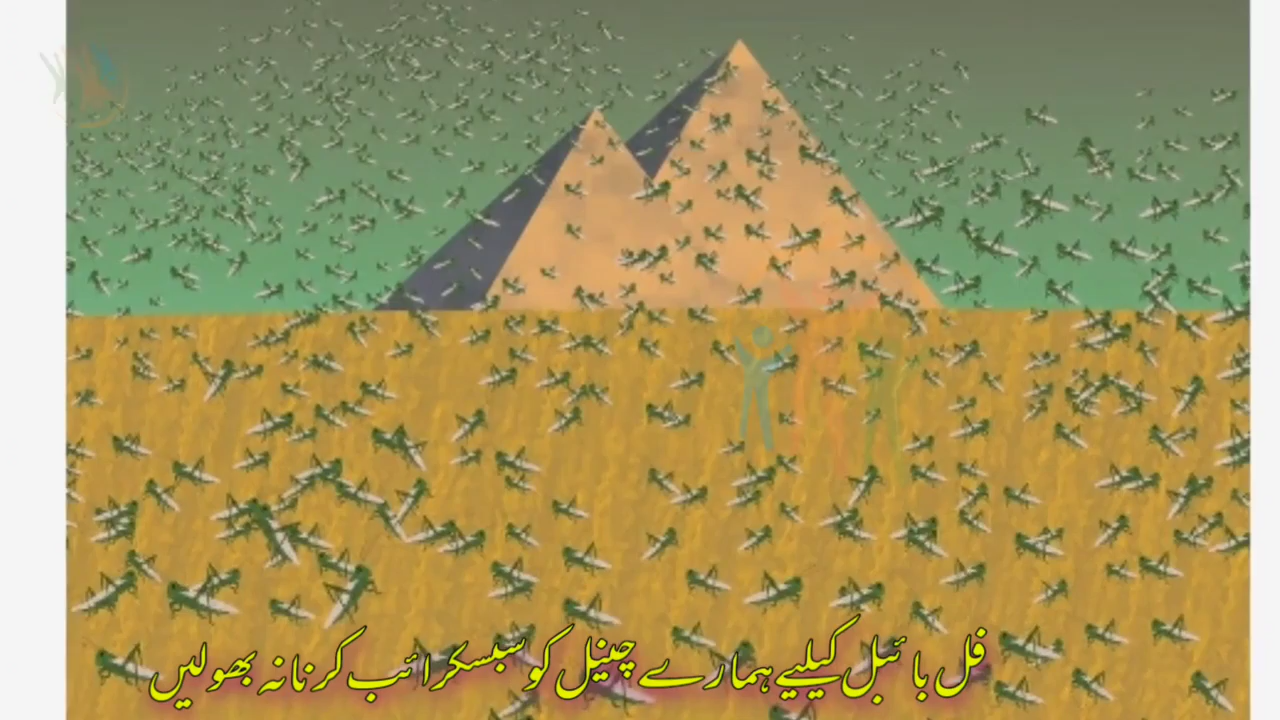 فل بائبل کیلیے ہمارے چینل کو سبسکرائب کرنا نہ بھولیں